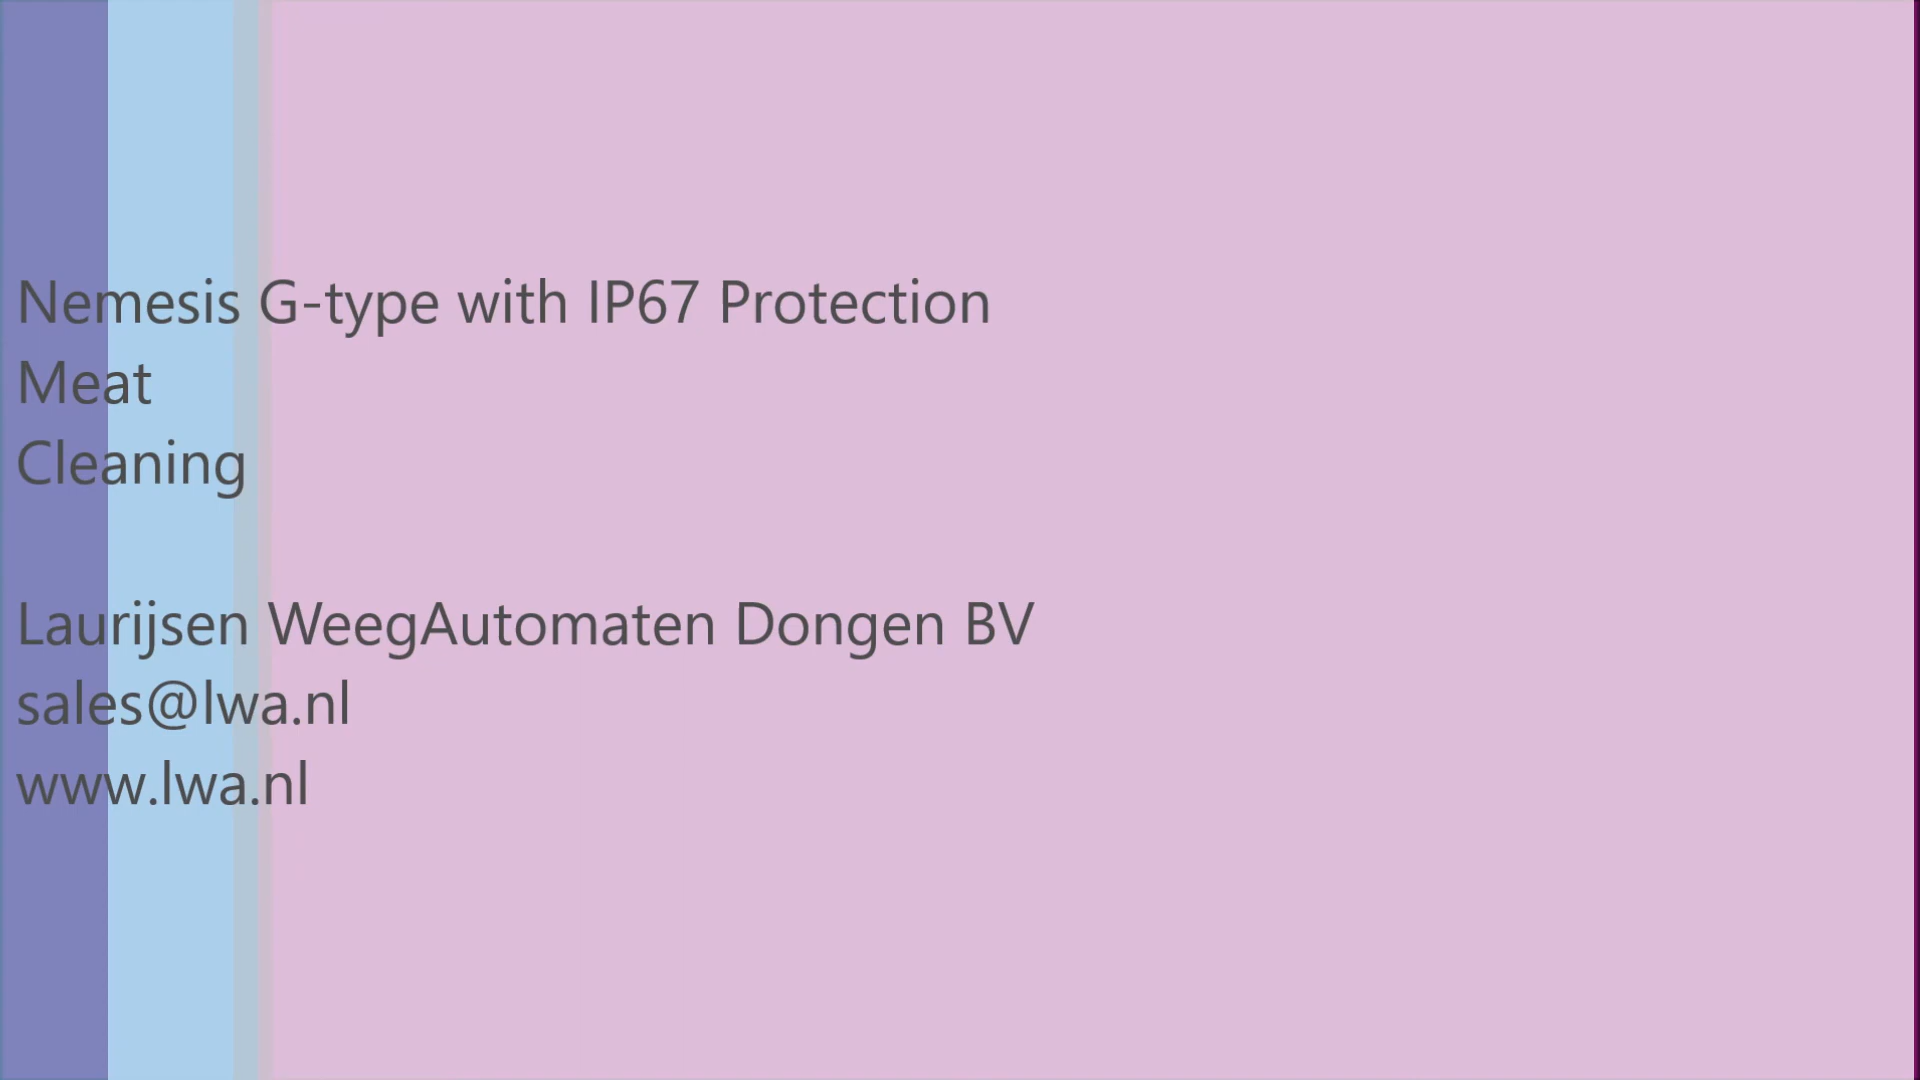 Nemesis G-type with IP67 Protection
Meat
Cleaning
Laurijsen WeegAutomaten Dongen BV
sales@lwa.nl
www.lwa.nl